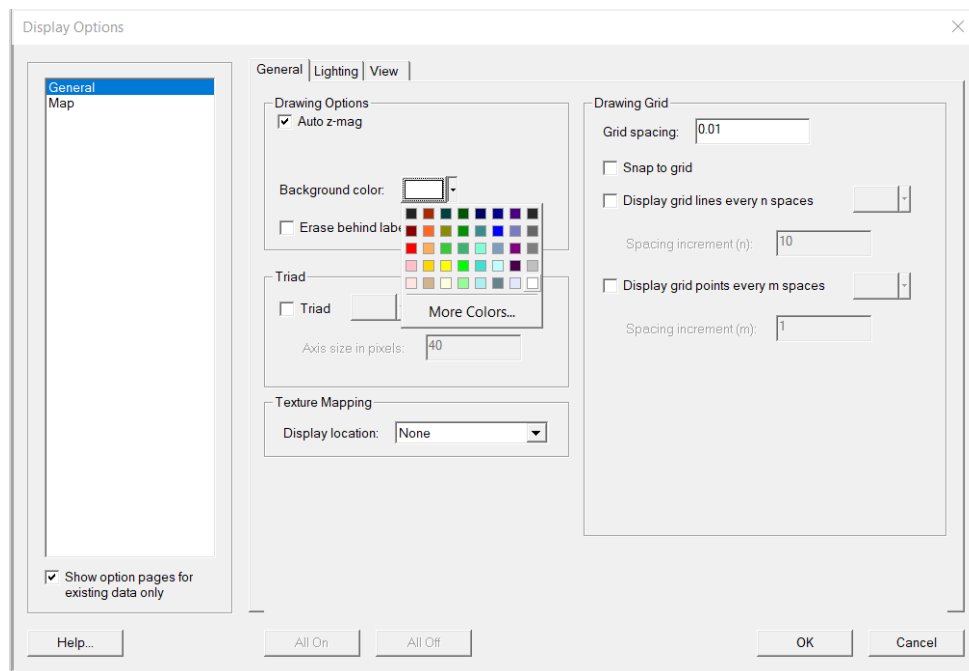 Display Options
General
Map
Show option pages for
existing data only
General
Lighting
View
Drawing Options
Auto z-mag
Background color:
Erase behind labe
More Colors...
Triad
Triad
Axis size in pixels:
40
Texture Mapping
Display location:
None
Drawing Grid
Grid spacing:
0.01
Snap to grid
Display grid lines every n spaces
Spacing increment (n):
10
Display grid points every m spaces
Spacing increment (m):
1
Help...
All On
All Off
OK
Cancel